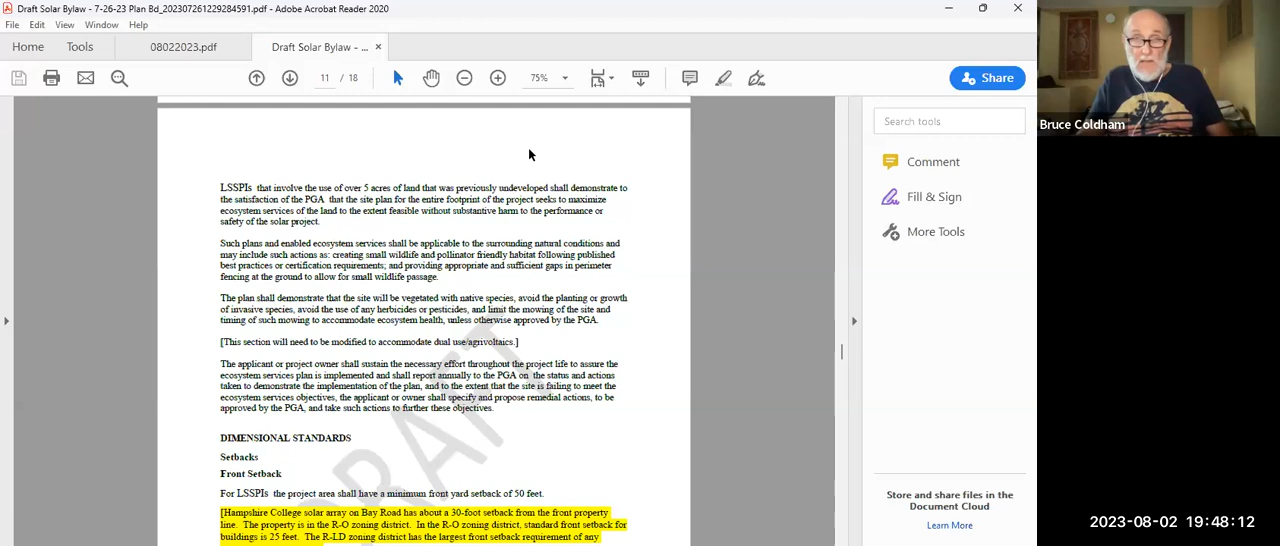 Draft Solar Bylaw - 7-26-23 Plan Bd_202307261229284591.pdf - Adobe Acrobat Reader 2020
File Edit View Window Help
Home Tools 08022023.pdf Draft Solar Bylaw - ... ×
11 / 18 75% Share
LSSPIs that involve the use of over 5 acres of land that was previously undeveloped shall demonstrate to
the satisfaction of the PGA that the site plan for the entire footprint of the project seeks to maximize
ecosystem services of the land to the extent feasible without substantive harm to the performance or
safety of the solar project.
Such plans and enabled ecosystem services shall be applicable to the surrounding natural conditions and
may include such actions as: creating small wildlife and pollinator friendly habitat following published
best practices or certification requirements; and providing appropriate and sufficient gaps in perimeter
fencing at the ground to allow for small wildlife passage.
The plan shall demonstrate that the site will be vegetated with native species, avoid the planting or growth
of invasive species, avoid the use of any herbicides or pesticides, and limit the mowing of the site and
timing of such mowing to accommodate ecosystem health, unless otherwise approved by the PGA.
[This section will need to be modified to accommodate dual use/agrivoltaics.]
The applicant or project owner shall sustain the necessary effort throughout the project life to assure the
ecosystem services plan is implemented and shall report annually to the PGA on the status and actions
taken to demonstrate the implementation of the plan, and to the extent that the site is failing to meet the
ecosystem services objectives, the applicant or owner shall specify and propose remedial actions, to be
approved by the PGA, and take such actions to further these objectives.
DIMENSIONAL STANDARDS
Setbacks
Front Setback
For LSSPIs the project area shall have a minimum front yard setback of 50 feet.
[Hampshire College solar array on Bay Road has about a 30-foot setback from the front property
line. The property is in the R-O zoning district. In the R-O zoning district, standard front setback for
buildings is 25 feet. The R-LD zoning district has the largest front setback requirement of any
DRAFT
Search tools
Comment
Fill & Sign
More Tools
Store and share files in the
Document Cloud
Learn More
Bruce Coldham
2023-08-02 19:48:12